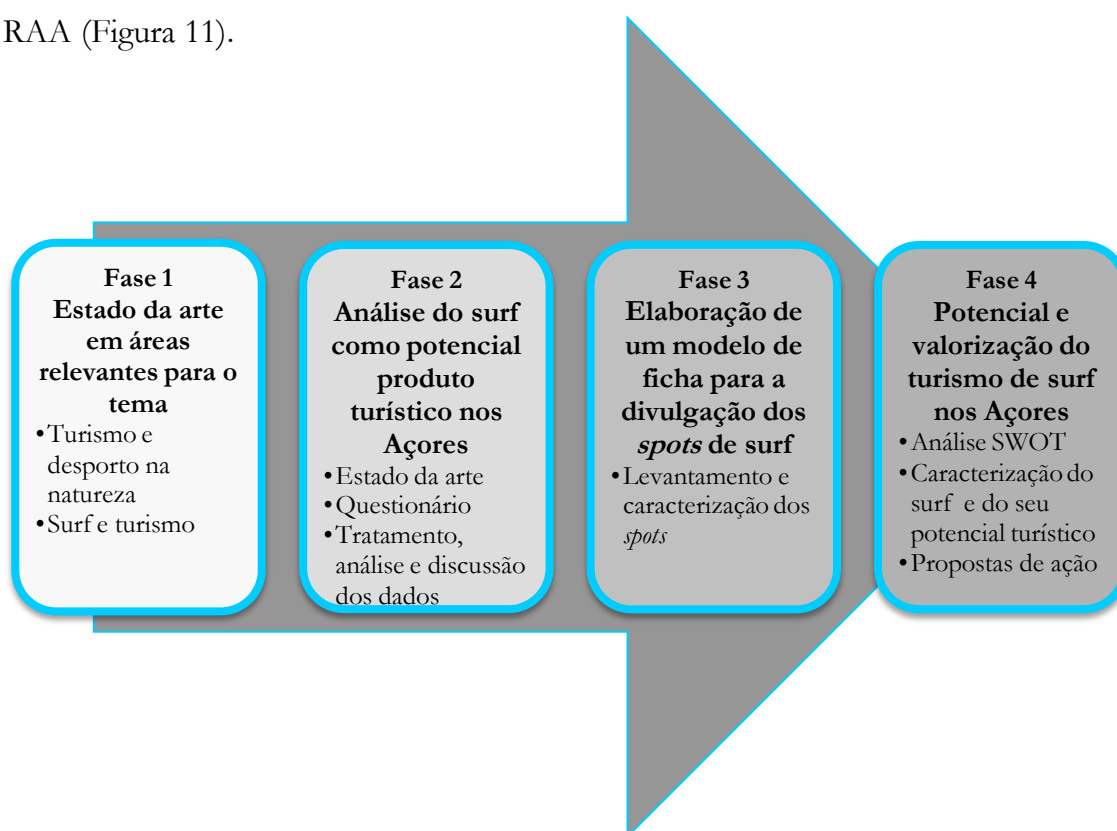 RAA (Figura 11).
Fase 1
Estado da arte
em áreas
relevantes para o
tema
•Turismo e
desporto na
natureza
•Surf e turismo
Fase 2
Análise do surf
como potencial
produto
turístico nos
Açores
•Estado da arte
•Questionário
•Tratamento,
análise e discussão
dos dados
Fase 3
Elaboração de
um modelo de
ficha para a
divulgação dos
spots de surf
•Levantamento e
caracterização dos
spots
Fase 4
Potencial e
valorização do
turismo de surf
nos Açores
•Análise SWOT
•Caracterização do
surf e do seu
potencial turístico
•Propostas de ação